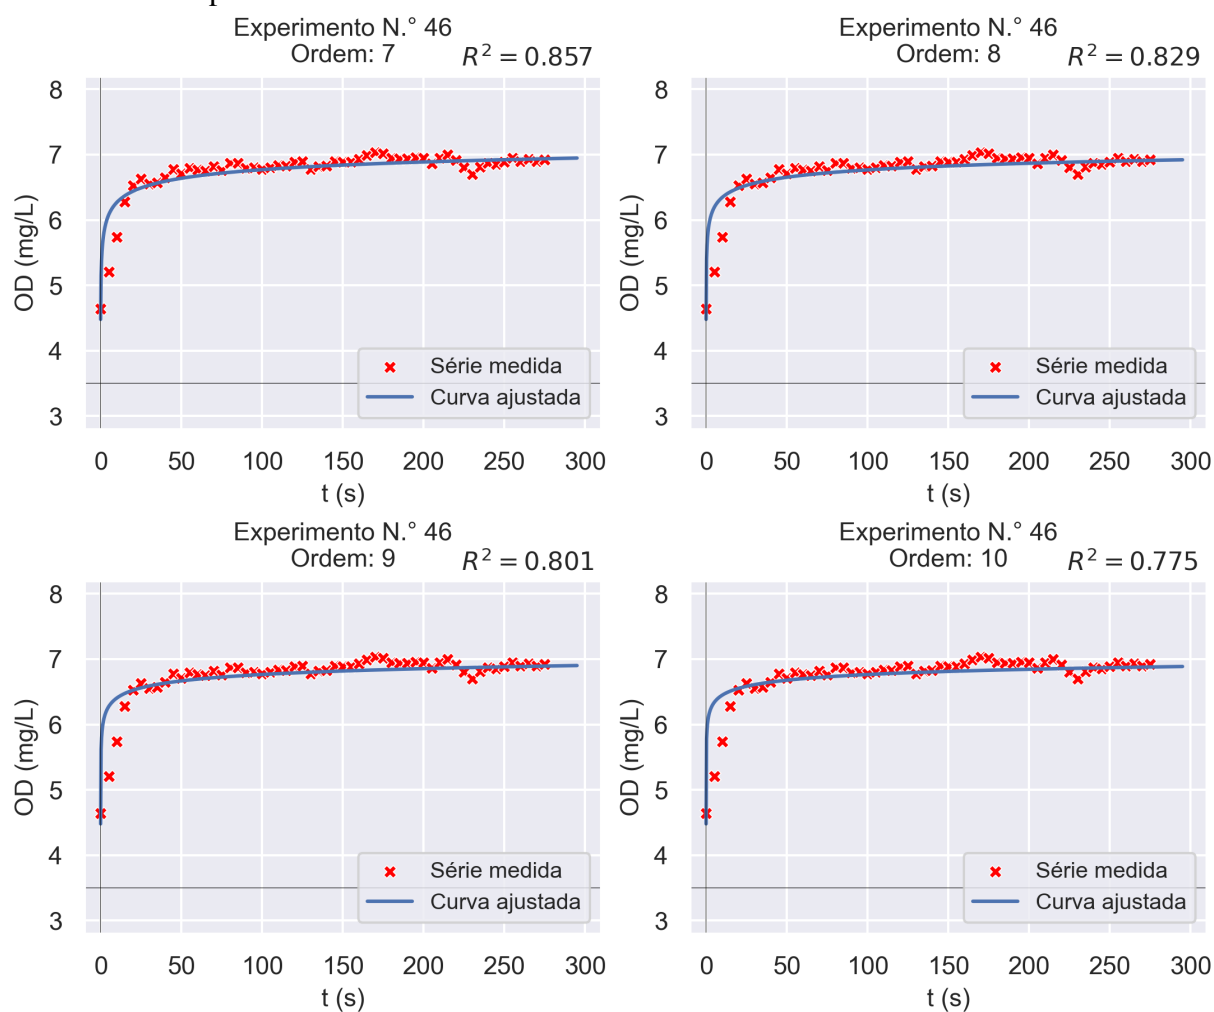 Experimento N.° 46
Ordem: 7
R² = 0.857
OD (mg/L)
8
7
6
5
4
3
Série medida
Curva ajustada
0 50 100 150 200 250 300
t (s)
Experimento N.° 46
Ordem: 8
R² = 0.829
OD (mg/L)
8
7
6
5
4
3
Série medida
Curva ajustada
0 50 100 150 200 250 300
t (s)
Experimento N.° 46
Ordem: 9
R² = 0.801
OD (mg/L)
8
7
6
5
4
3
Série medida
Curva ajustada
0 50 100 150 200 250 300
t (s)
Experimento N.° 46
Ordem: 10
R² = 0.775
OD (mg/L)
8
7
6
5
4
3
Série medida
Curva ajustada
0 50 100 150 200 250 300
t (s)